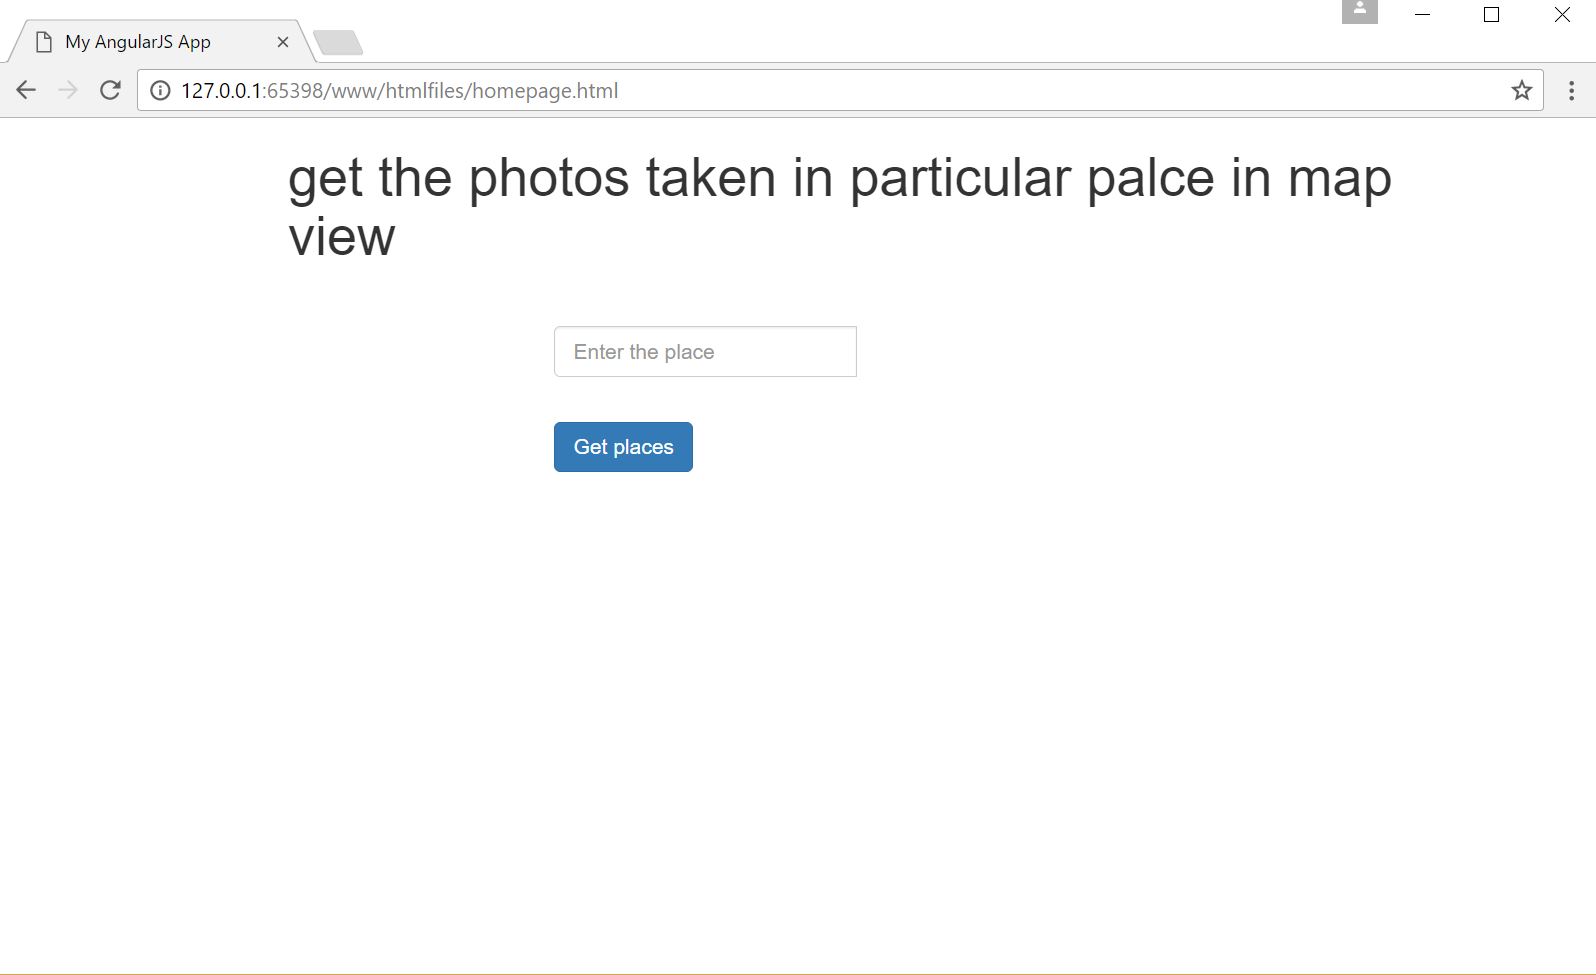 My AngularJS App
127.0.0.1:65398/www/htmlfiles/homepage.html
get the photos taken in particular palce in map
view
Enter the place
Get places